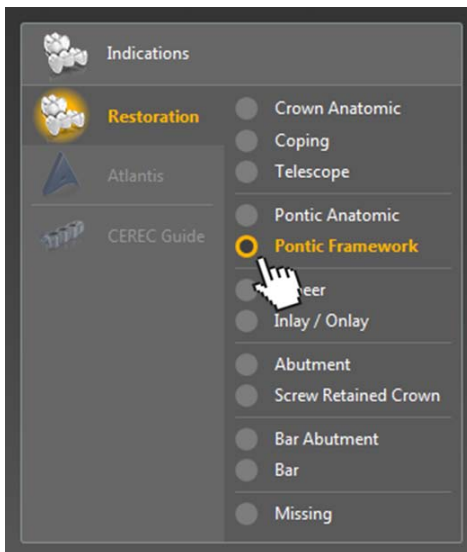 Indications
Restoration
Atlantis
CEREC Guide
Crown Anatomic
Coping
Telescope
Pontic Anatomic
Pontic Framework
Inlay / Onlay
Abutment
Screw Retained Crown
Bar Abutment
Bar
Missing